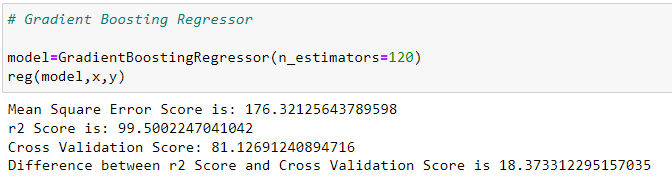 # Gradient Boosting Regressor
model=GradientBoostingRegressor(n_estimators=120)
reg(model,x,y)
Mean Square Error Score is: 176.32125643789598
r2 Score is: 99.5002247041042
Cross Validation Score: 81.12691240894716
Difference between r2 Score and Cross Validation Score is 18.373312295157035